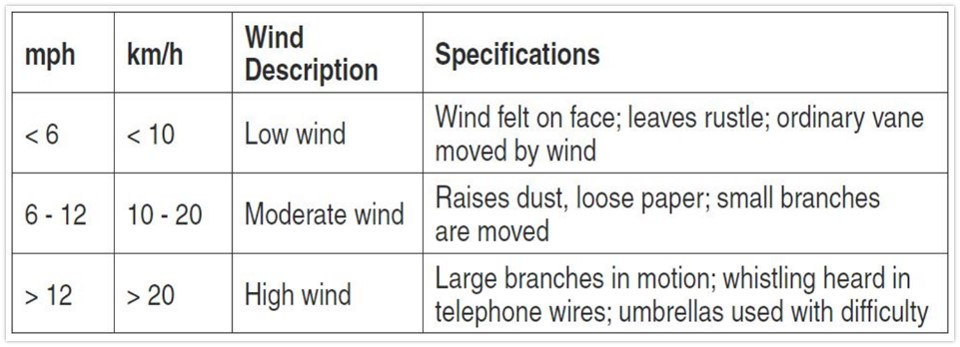 mph km/h Wind Description Specifications
< 6 < 10 Low wind Wind felt on face; leaves rustle; ordinary vane
moved by wind
6 - 12 10 - 20 Moderate wind Raises dust, loose paper; small branches
are moved
> 12 > 20 High wind Large branches in motion; whistling heard in
telephone wires; umbrellas used with difficulty